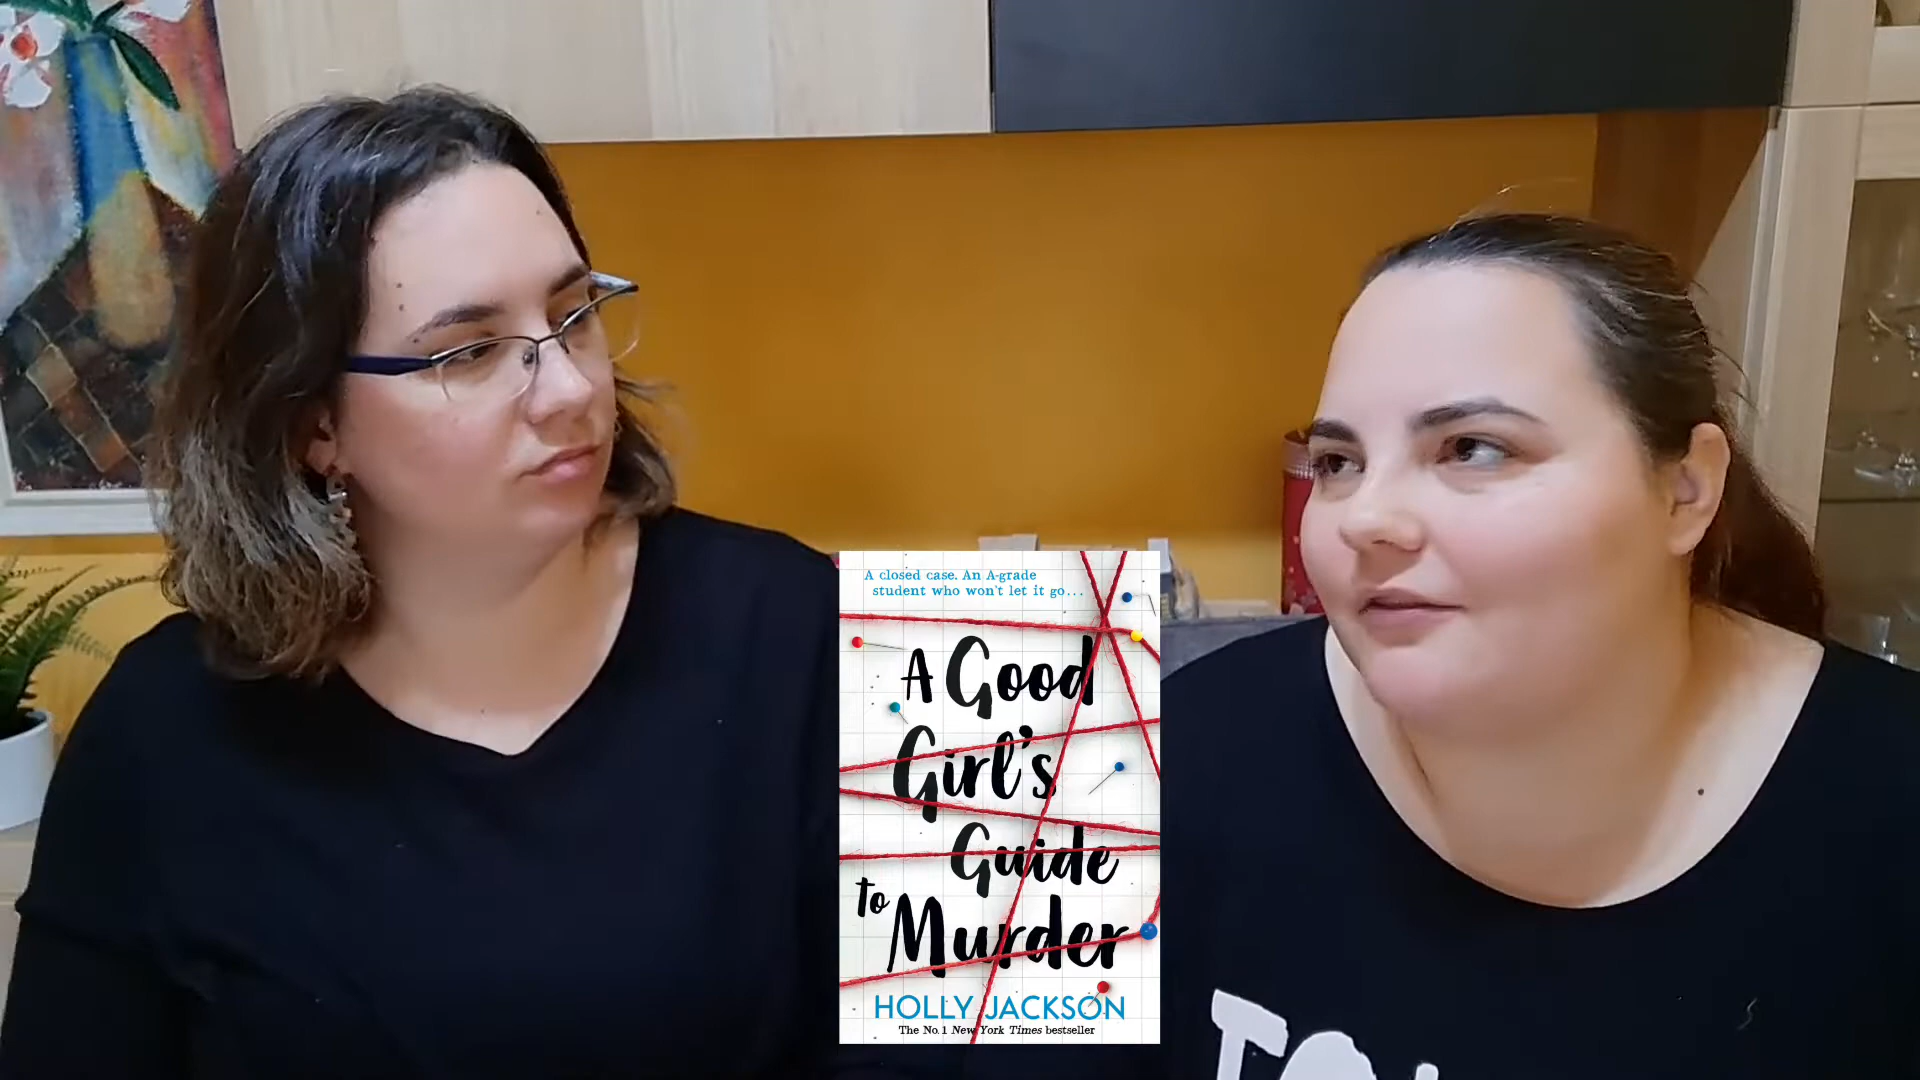 A closed case. An A-grade
student who won't let it go...
A Good
Girl's
Guide
to
Murder
HOLLY JACKSON
The No. 1 New York Times bestseller